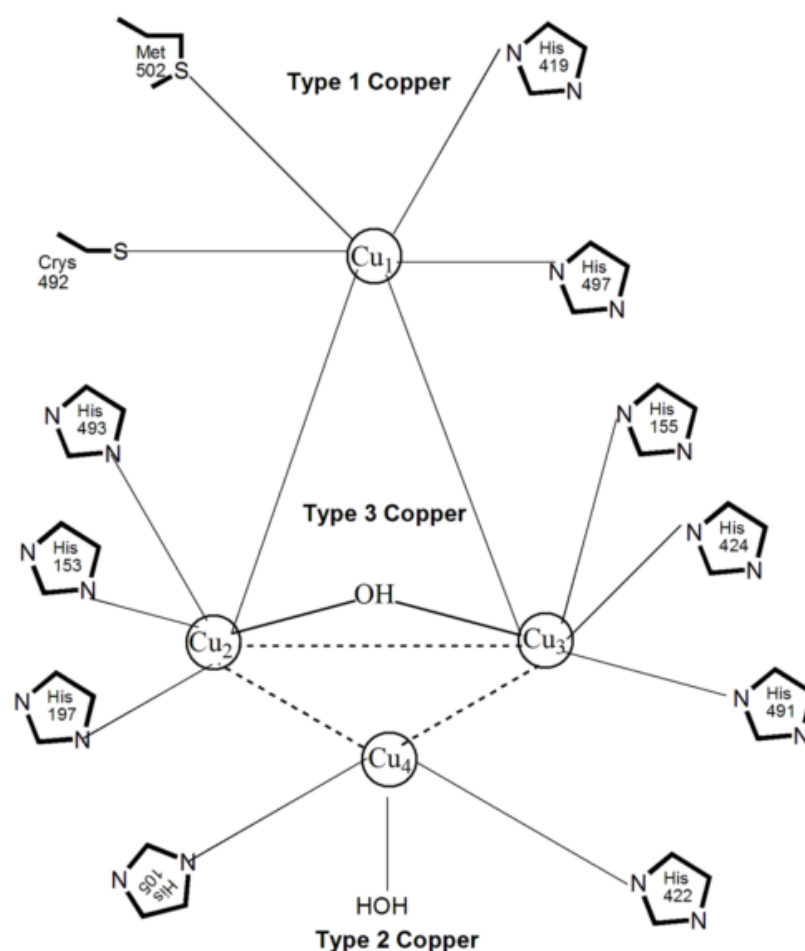 Met
502
S
Type 1 Copper
N
His
419
N
Crys
492
S
Cu1
N
His
497
N
N
His
493
N
N
His
155
N
Type 3 Copper
N
His
153
N
N
His
424
N
OH
Cu2
Cu3
N
His
197
N
N
His
491
N
Cu4
N
His
105
N
HOH
N
His
422
N
Type 2 Copper